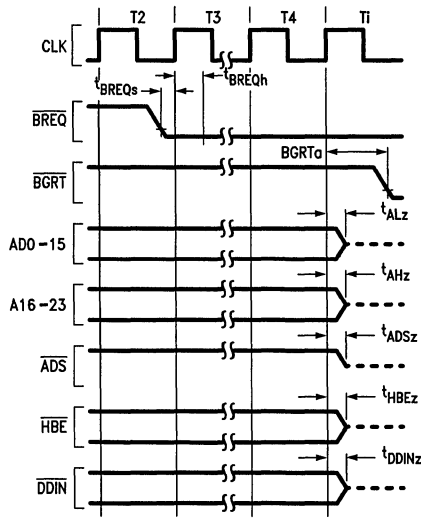 T2 T3 T4 Ti
CLK
tBREQs tBREQh
BREQ
BGRTa
BGRT
tALz
AD0-15
tAHz
A16-23
tADSz
ADS
tHBEz
HBE
tDDINz
DDIN